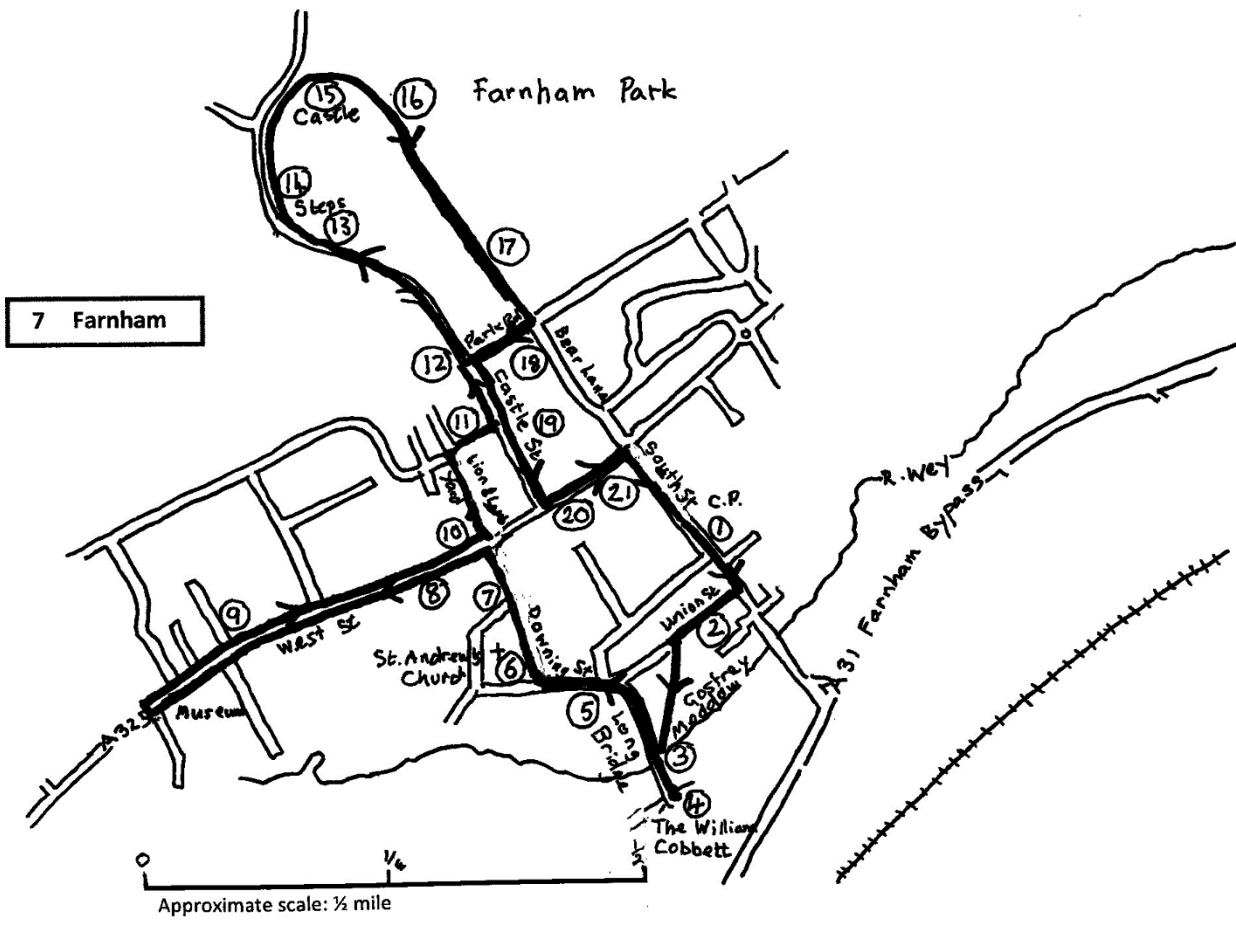 15
Castle
16
Farnham Park
14
Steps
13
17
7 Farnham
Park Rd
18
12
Bear Lane
Castle St
19
11
Lion & Lamb
Yard
South St
R. Wey
C.P.
21
20
10
1
A31 Farnham Bypass
8
7
9
West St
Union St
2
Downing St
St. Andrew's
Church
6
Gostrey
Meadow
Museum
5
Long
Bridge
A325
3
4
The William
Cobbett
0
1/4
1/2
Approximate scale: ½ mile